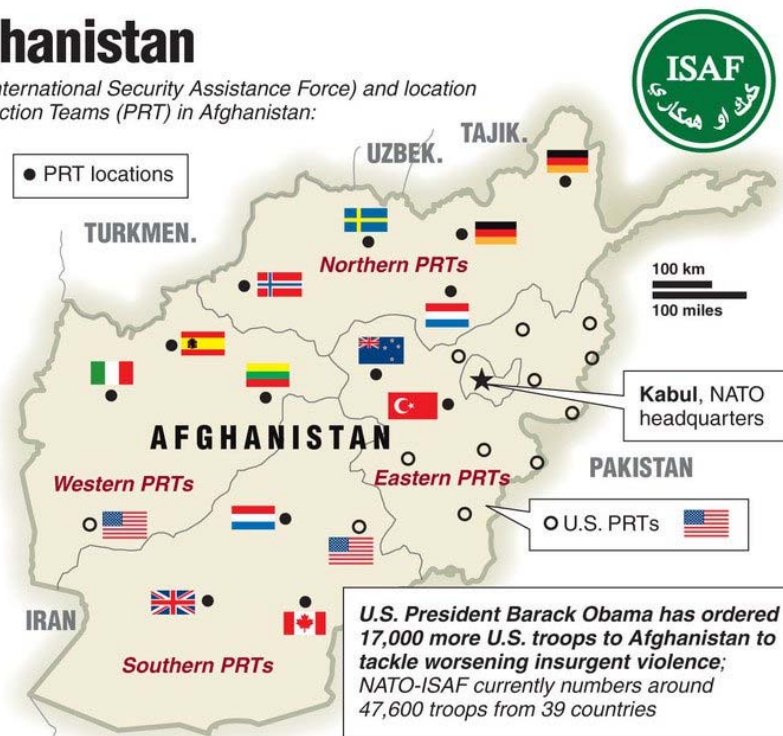 hanistan
nternational Security Assistance Force) and location
ction Teams (PRT) in Afghanistan:
ISAF
كمك او همكاري
PRT locations
UZBEK.
TAJIK.
TURKMEN.
Northern PRTs
100 km
100 miles
Kabul, NATO
headquarters
AFGHANISTAN
Western PRTs
Eastern PRTs
PAKISTAN
U.S. PRTs
IRAN
Southern PRTs
U.S. President Barack Obama has ordered
17,000 more U.S. troops to Afghanistan to
tackle worsening insurgent violence;
NATO-ISAF currently numbers around
47,600 troops from 39 countries